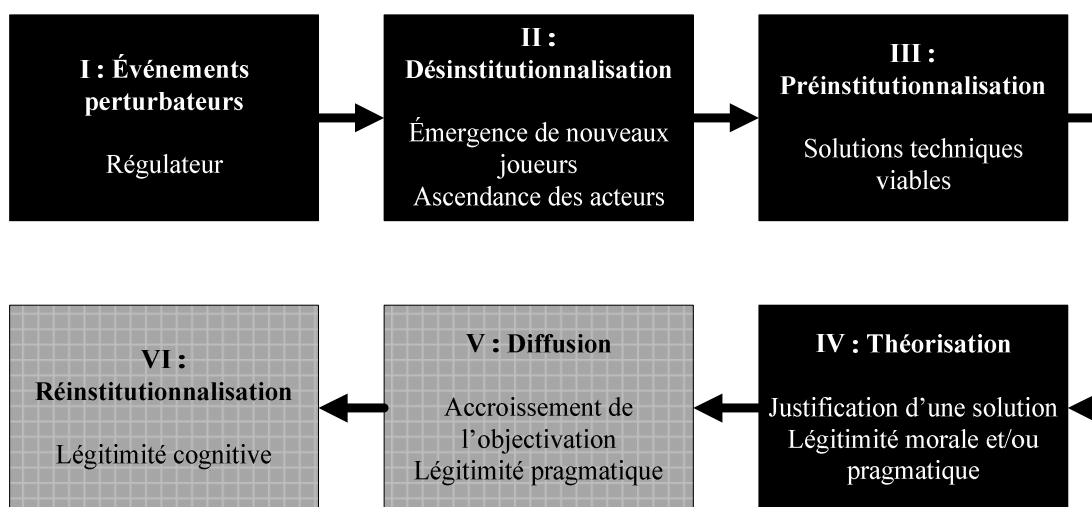 I : Événements
perturbateurs
Régulateur
II :
Désinstitutionnalisation
Émergence de nouveaux
joueurs
Ascendance des acteurs
III :
Préinstitutionnalisation
Solutions techniques
viables
IV : Théorisation
Justification d’une solution
Légitimité morale et/ou
pragmatique
V : Diffusion
Accroissement de
l’objectivation
Légitimité pragmatique
VI :
Réinstitutionnalisation
Légitimité cognitive